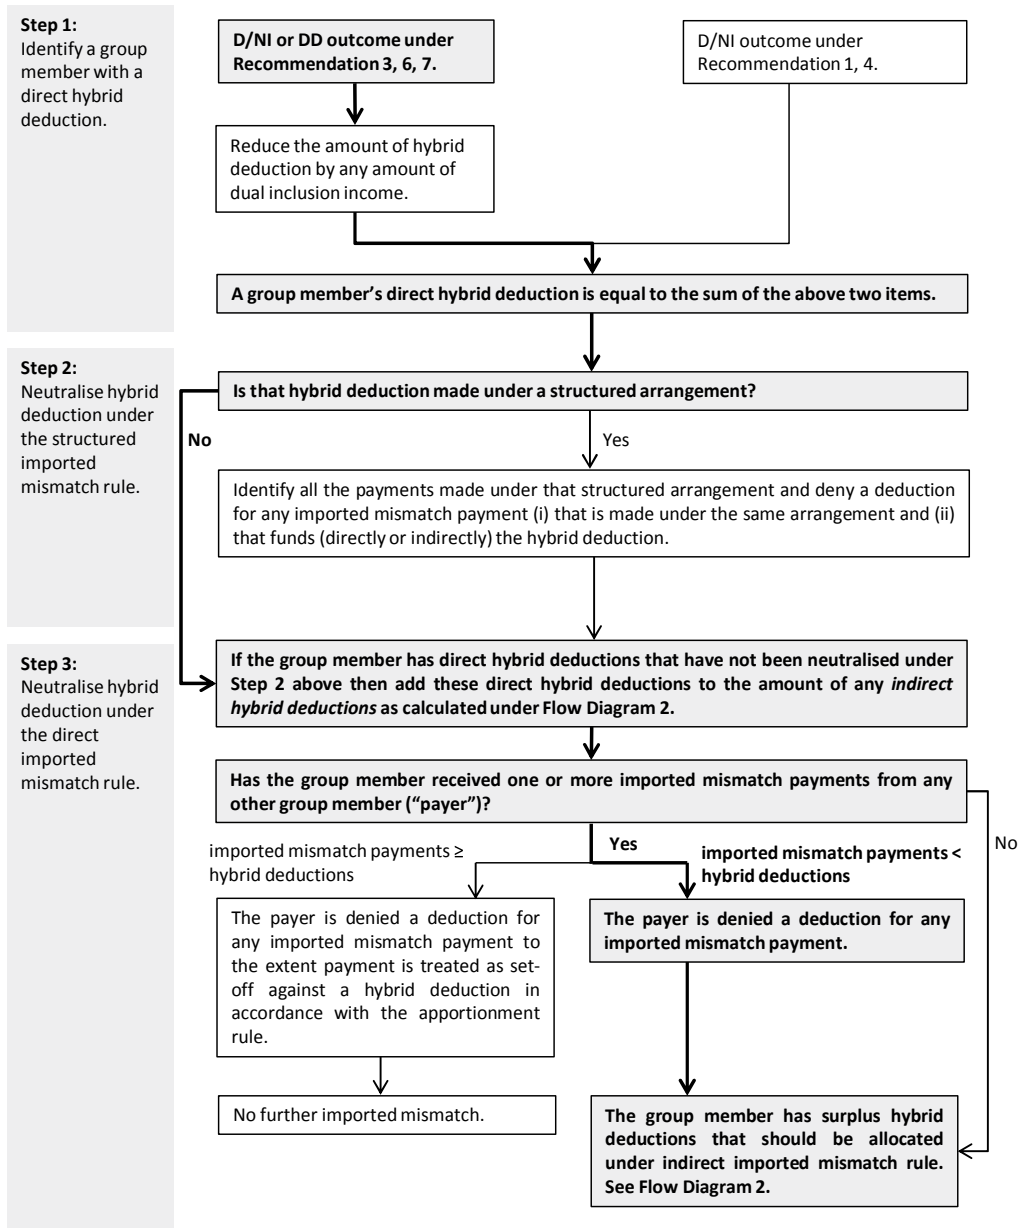 Step 1:
Identify a group
member with a
direct hybrid
deduction.
D/NI or DD outcome under
Recommendation 3, 6, 7.
D/NI outcome under
Recommendation 1, 4.
Reduce the amount of hybrid
deduction by any amount of
dual inclusion income.
A group member’s direct hybrid deduction is equal to the sum of the above two items.
Step 2:
Neutralise hybrid
deduction under
the structured
imported
mismatch rule.
Is that hybrid deduction made under a structured arrangement?
No
Yes
Identify all the payments made under that structured arrangement and deny a deduction
for any imported mismatch payment (i) that is made under the same arrangement and (ii)
that funds (directly or indirectly) the hybrid deduction.
Step 3:
Neutralise hybrid
deduction under
the direct
imported
mismatch rule.
If the group member has direct hybrid deductions that have not been neutralised under
Step 2 above then add these direct hybrid deductions to the amount of any indirect
hybrid deductions as calculated under Flow Diagram 2.
Has the group member received one or more imported mismatch payments from any
other group member (“payer”)?
Yes
No
imported mismatch payments ≥
hybrid deductions
imported mismatch payments <
hybrid deductions
The payer is denied a deduction for
any imported mismatch payment to
the extent payment is treated as set-
off against a hybrid deduction in
accordance with the apportionment
rule.
The payer is denied a deduction for any
imported mismatch payment.
No further imported mismatch.
The group member has surplus hybrid
deductions that should be allocated
under indirect imported mismatch rule.
See Flow Diagram 2.